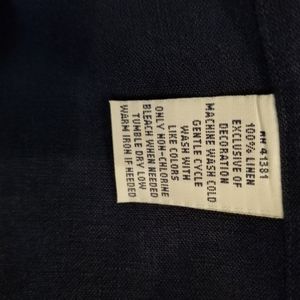 RN 41381
100% LINEN
EXCLUSIVE OF
DECORATION
MACHINE WASH COLD
GENTLE CYCLE
WASH WITH
LIKE COLORS
ONLY NON-CHLORINE
BLEACH WHEN NEEDED
TUMBLE DRY LOW
WARM IRON IF NEEDED